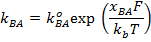 k_{BA} = k_{BA}^{o} exp ( x_{BA}F / k_{b}T )